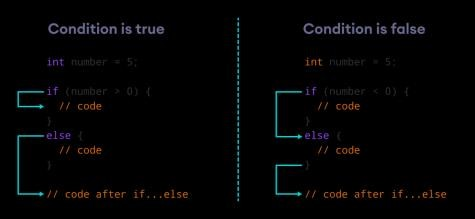 Condition is true
int number = 5;
if (number > 0) {
// code
}
else {
// code
}
// code after if...else
Condition is false
int number = 5;
if (number < 0) {
// code
}
else {
// code
}
// code after if...else